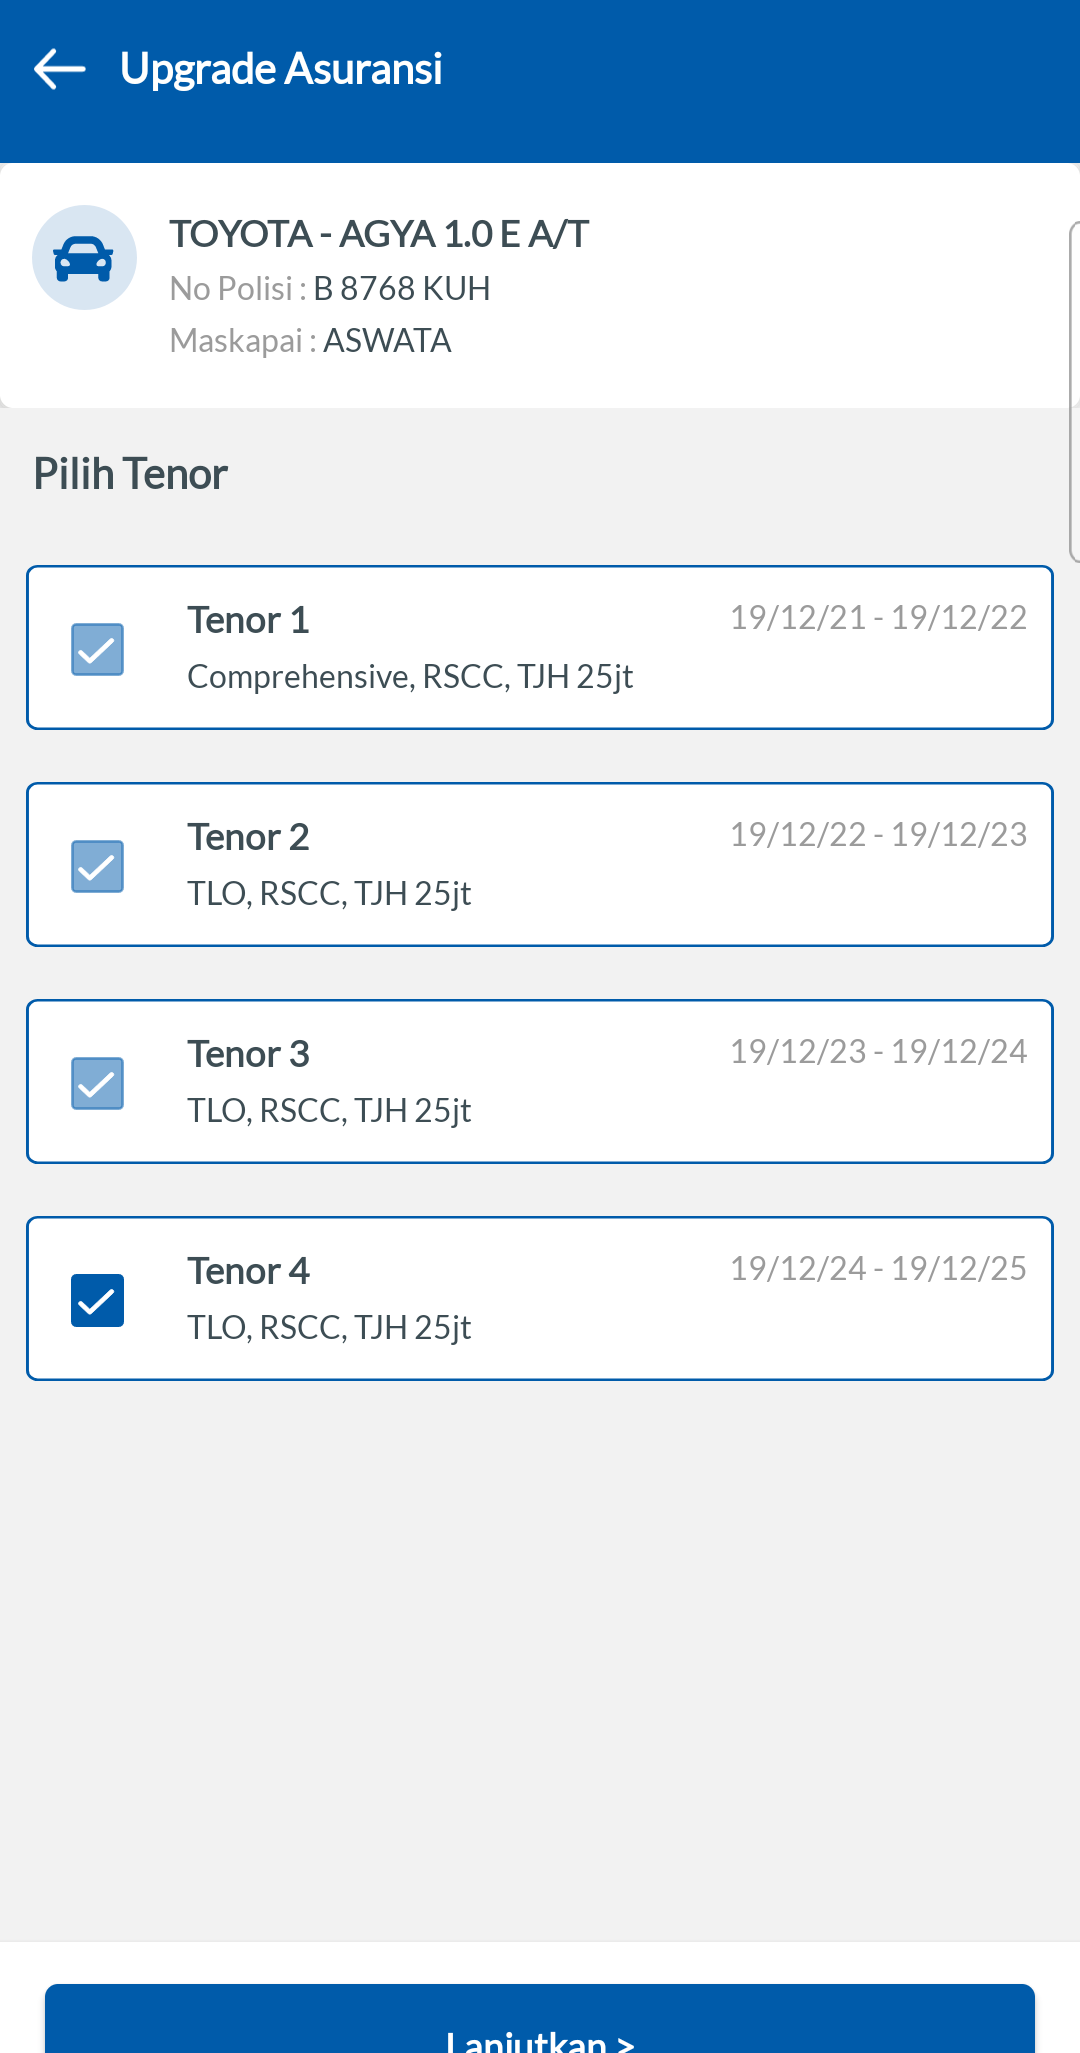 Upgrade Asuransi
TOYOTA - AGYA 1.0 E A/T
No Polisi : B 8768 KUH
Maskapai : ASWATA
Pilih Tenor
Tenor 1 19/12/21 - 19/12/22
Comprehensive, RSCC, TJH 25jt
Tenor 2 19/12/22 - 19/12/23
TLO, RSCC, TJH 25jt
Tenor 3 19/12/23 - 19/12/24
TLO, RSCC, TJH 25jt
Tenor 4 19/12/24 - 19/12/25
TLO, RSCC, TJH 25jt
Lanjutkan >